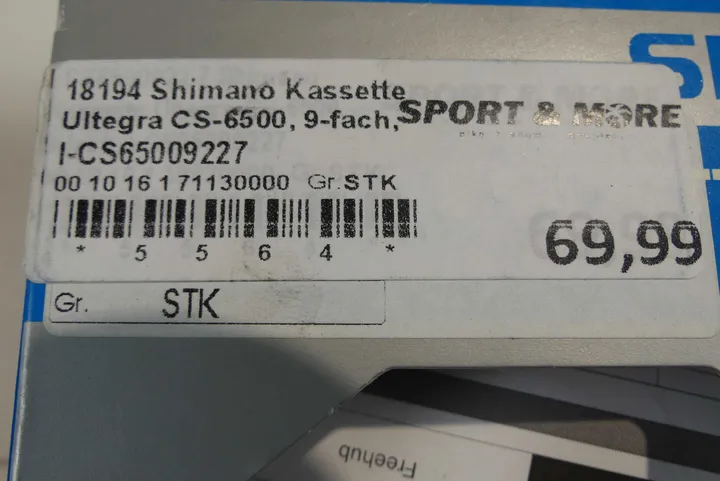 18194 Shimano Kassette
Ultegra CS-6500, 9-fach,
SPORT & MORE
I-CS65009227
00 10 16 1 71130000 Gr.STK
* 5 5 6 4 *
69,99
Gr. STK
Freehub